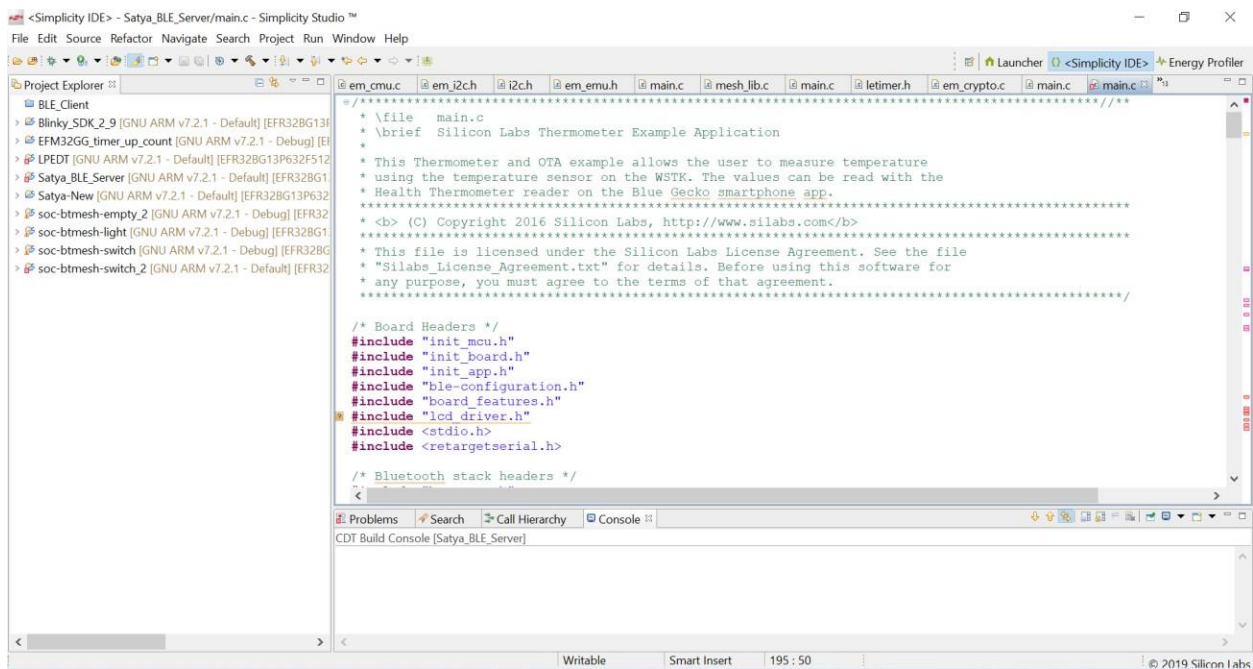 <Simplicity IDE> - Satya_BLE_Server/main.c - Simplicity Studio ™
File Edit Source Refactor Navigate Search Project Run Window Help
Launcher {} <Simplicity IDE> Energy Profiler
Project Explorer
BLE_Client
Blinky_SDK_2_9 [GNU ARM v7.2.1 - Default] [EFR32BG13P
EFM32GG_timer_up_count [GNU ARM v7.2.1 - Debug] [EF
LPEDT [GNU ARM v7.2.1 - Default] [EFR32BG13P632F512
Satya_BLE_Server [GNU ARM v7.2.1 - Default] [EFR32BG1
Satya-New [GNU ARM v7.2.1 - Default] [EFR32BG13P632
soc-btmesh-empty_2 [GNU ARM v7.2.1 - Debug] [EFR32
soc-btmesh-light [GNU ARM v7.2.1 - Debug] [EFR32BG1
soc-btmesh-switch [GNU ARM v7.2.1 - Debug] [EFR32BG
soc-btmesh-switch_2 [GNU ARM v7.2.1 - Default] [EFR32
em_cmu.c em_i2c.h i2c.h em_emu.h main.c mesh_lib.c main.c letimer.h em_crypto.c main.c main.c »13
* \file main.c
* \brief Silicon Labs Thermometer Example Application
*
* This Thermometer and OTA example allows the user to measure temperature
* using the temperature sensor on the WSTK. The values can be read with the
* Health Thermometer reader on the Blue Gecko smartphone app.
* <b> (C) Copyright 2016 Silicon Labs, http://www.silabs.com</b>
* This file is licensed under the Silicon Labs License Agreement. See the file
* "Silabs_License_Agreement.txt" for details. Before using this software for
* any purpose, you must agree to the terms of that agreement.
/* Board Headers */
#include "init_mcu.h"
#include "init_board.h"
#include "init_app.h"
#include "ble-configuration.h"
#include "board_features.h"
#include "lcd_driver.h"
#include <stdio.h>
#include <retargetserial.h>
/* Bluetooth stack headers */
Problems Search Call Hierarchy Console
CDT Build Console [Satya_BLE_Server]
Writable Smart Insert 195 : 50
© 2019 Silicon Labs